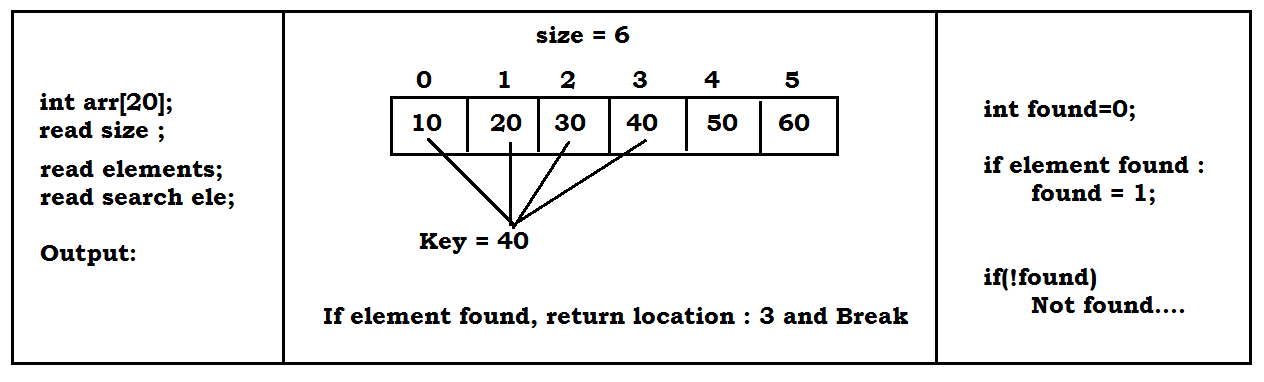 int arr[20];
read size ;
read elements;
read search ele;
Output:
size = 6
0 1 2 3 4 5
10 20 30 40 50 60
Key = 40
If element found, return location : 3 and Break
int found=0;
if element found :
found = 1;
if(!found)
Not found....